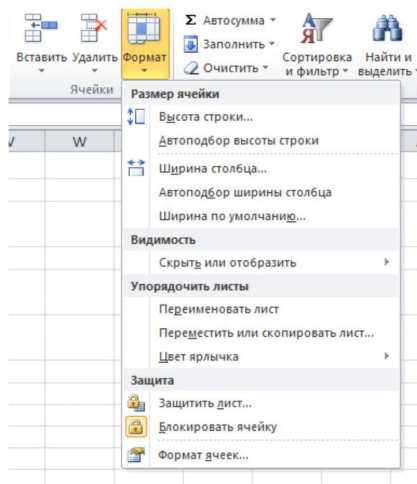 Σ Автосумма
Заполнить
Вставить Удалить Формат
Очистить
Сортировка и фильтр
Найти и выделить
Ячейки
Размер ячейки
Высота строки...
Автоподбор высоты строки
Ширина столбца...
Автоподбор ширины столбца
Ширина по умолчанию...
Видимость
Скрыть или отобразить
Упорядочить листы
Переименовать лист
Переместить или скопировать лист...
Цвет ярлычка
Защита
Защитить лист...
Блокировать ячейку
Формат ячеек...
W